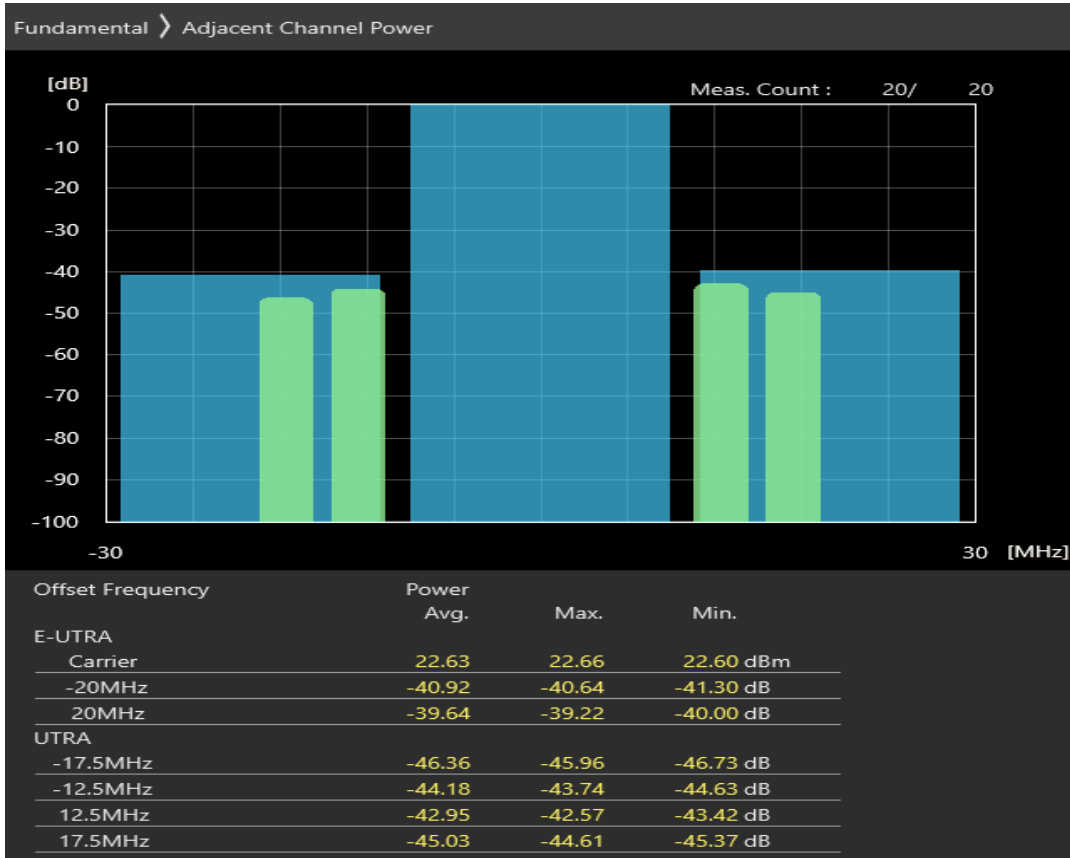 Fundamental 〉 Adjacent Channel Power
[dB]
Meas. Count : 20/ 20
0
-10
-20
-30
-40
-50
-60
-70
-80
-90
-100
-30 30 [MHz]
Offset Frequency Power
Avg. Max. Min.
E-UTRA
Carrier 22.63 22.66 22.60 dBm
-20MHz -40.92 -40.64 -41.30 dB
20MHz -39.64 -39.22 -40.00 dB
UTRA
-17.5MHz -46.36 -45.96 -46.73 dB
-12.5MHz -44.18 -43.74 -44.63 dB
12.5MHz -42.95 -42.57 -43.42 dB
17.5MHz -45.03 -44.61 -45.37 dB